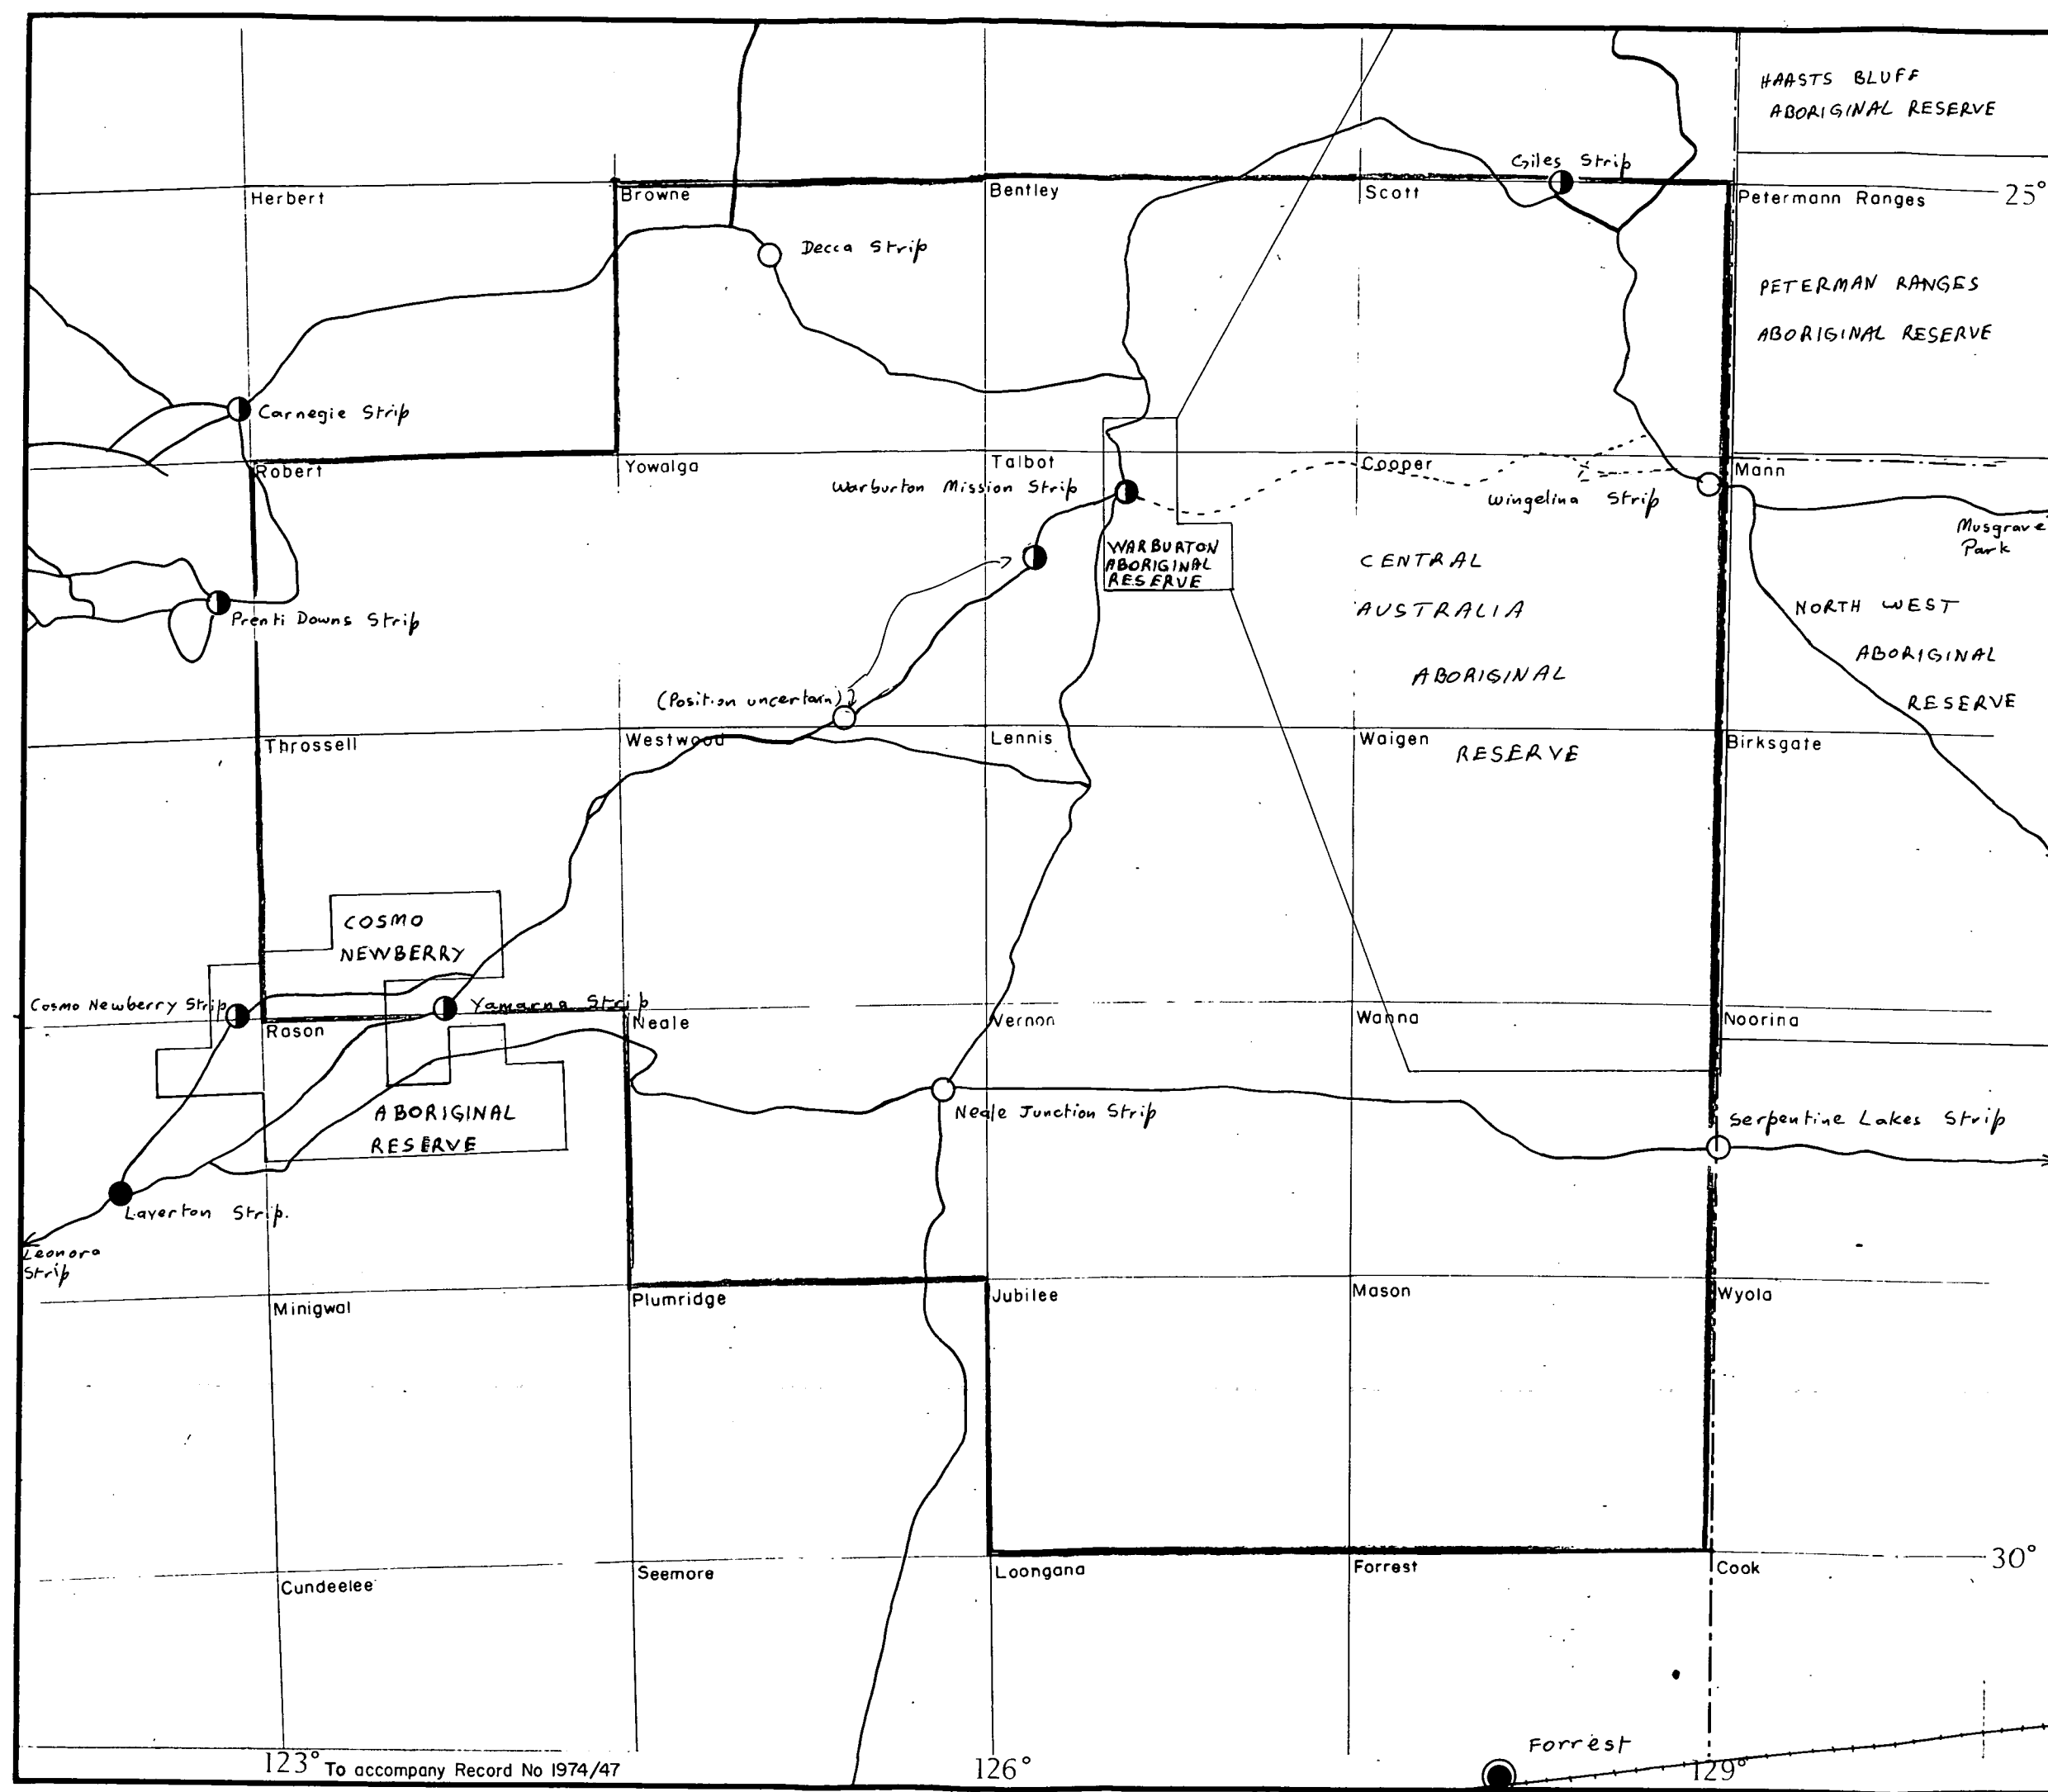 HAASTS BLUFF
ABORIGINAL RESERVE
Giles Strip
Herbert
Browne
Bentley
Scott
Petermann Ranges
25°
Decca Strip
PETERMAN RANGES
ABORIGINAL RESERVE
Carnegie Strip
Robert
Yowalga
Talbot
Cooper
Mann
Warburton Mission Strip
Wingelina Strip
Musgrave
Park
WARBURTON
ABORIGINAL
RESERVE
CENTRAL
AUSTRALIA
ABORIGINAL
RESERVE
NORTH WEST
ABORIGINAL
RESERVE
Prenti Downs Strip
(Position uncertain)
Throssell
Westwood
Lennis
Waigen
Birksgate
COSMO
NEWBERRY
Cosmo Newberry Strip
Yamarna Strip
Rason
Neale
Vernon
Wanna
Noorina
ABORIGINAL
RESERVE
Neale Junction Strip
Serpentine Lakes Strip
Laverton Strip.
Leonora
Strip
Minigwal
Plumridge
Jubilee
Mason
Wyola
30°
Cundeelee
Seemore
Loongana
Forrest
Cook
Forrest
123°
To accompany Record No 1974/47
126°
129°